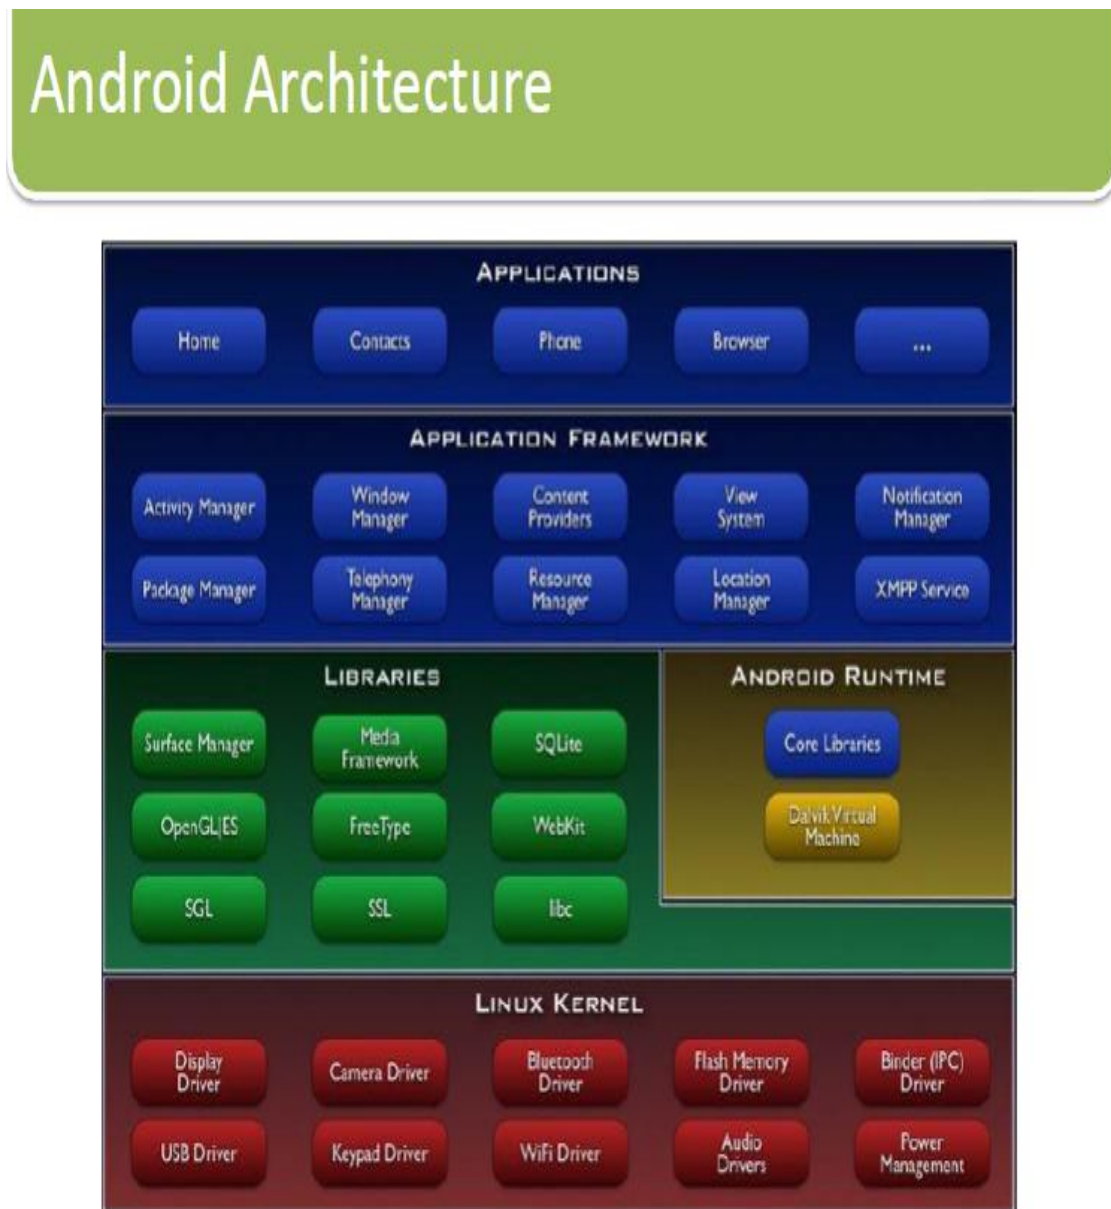 Android Architecture
APPLICATIONS
Home
Contacts
Phone
Browser
...
APPLICATION FRAMEWORK
Activity Manager
Window
Manager
Content
Providers
View
System
Notification
Manager
Package Manager
Telephony
Manager
Resource
Manager
Location
Manager
XMPP Service
LIBRARIES
Surface Manager
Media
Framework
SQLite
OpenGL|ES
FreeType
WebKit
SGL
SSL
libc
ANDROID RUNTIME
Core Libraries
Dalvik Virtual
Machine
LINUX KERNEL
Display
Driver
Camera Driver
Bluetooth
Driver
Flash Memory
Driver
Binder (IPC)
Driver
USB Driver
Keypad Driver
WiFi Driver
Audio
Drivers
Power
Management